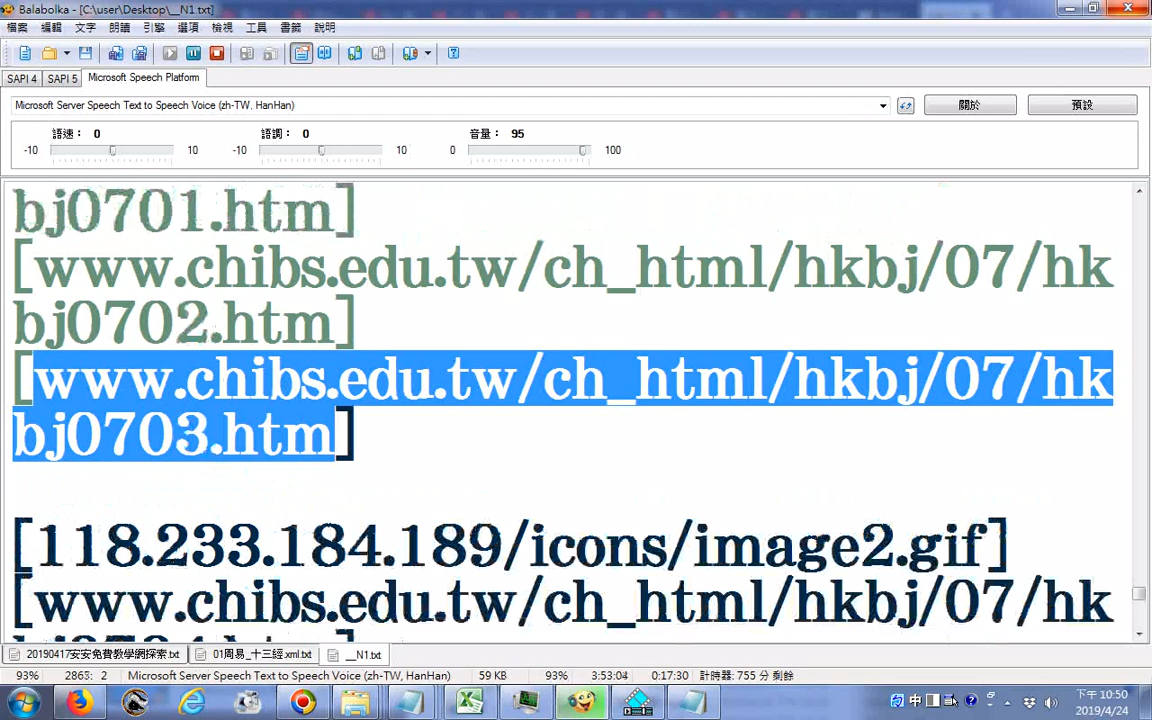 Balabolka - [C:\user\Desktop\__N1.txt]
檔案 編輯 文字 朗讀 引擎 選項 檢視 工具 書籤 說明
SAPI 4 SAPI 5 Microsoft Speech Platform
Microsoft Server Speech Text to Speech Voice (zh-TW, HanHan) 關於 預設
語速： 0 語調： 0 音量： 95
-10 10 -10 10 0 100
bj0701.htm]
[www.chibs.edu.tw/ch_html/hkbj/07/hk
bj0702.htm]
[www.chibs.edu.tw/ch_html/hkbj/07/hk
bj0703.htm]
[118.233.184.189/icons/image2.gif]
[www.chibs.edu.tw/ch_html/hkbj/07/hk
20190417安安免費教學網探索.txt 01周易_十三經.xml.txt __N1.txt
93% 2863: 2 Microsoft Server Speech Text to Speech Voice (zh-TW, HanHan) 59 KB 93% 3:53:04 0:17:30 計時器: 755 分 剩餘
中 下午 10:50
2019/4/24